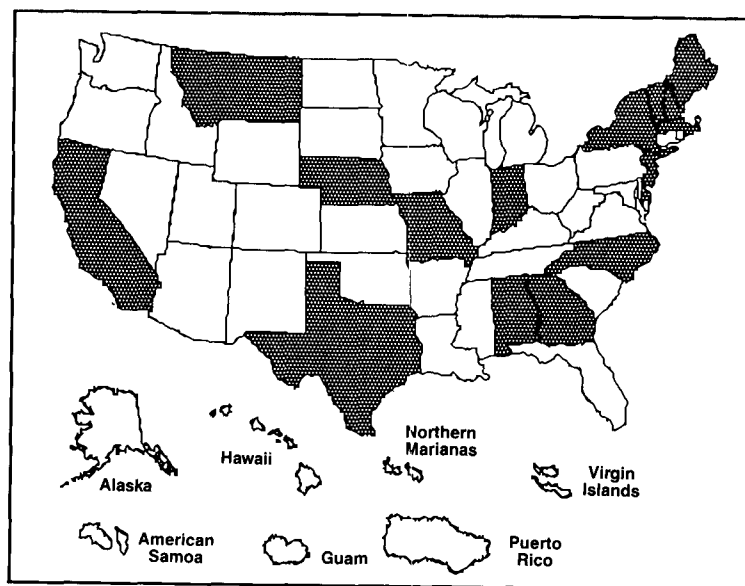 Northern
Marianas
Hawaii
Virgin
Islands
Alaska
American
Samoa
Guam
Puerto
Rico